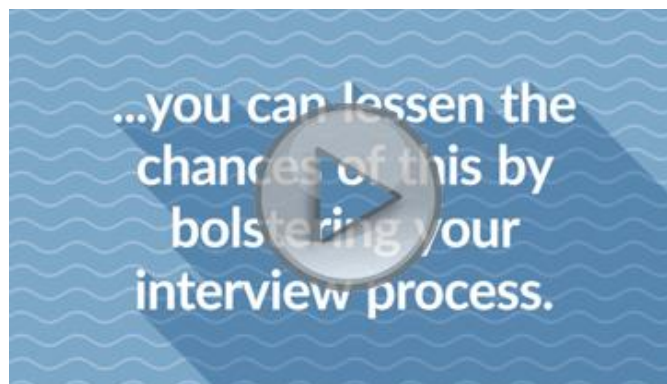 ...you can lessen the
chances of this by
bolstering your
interview process.